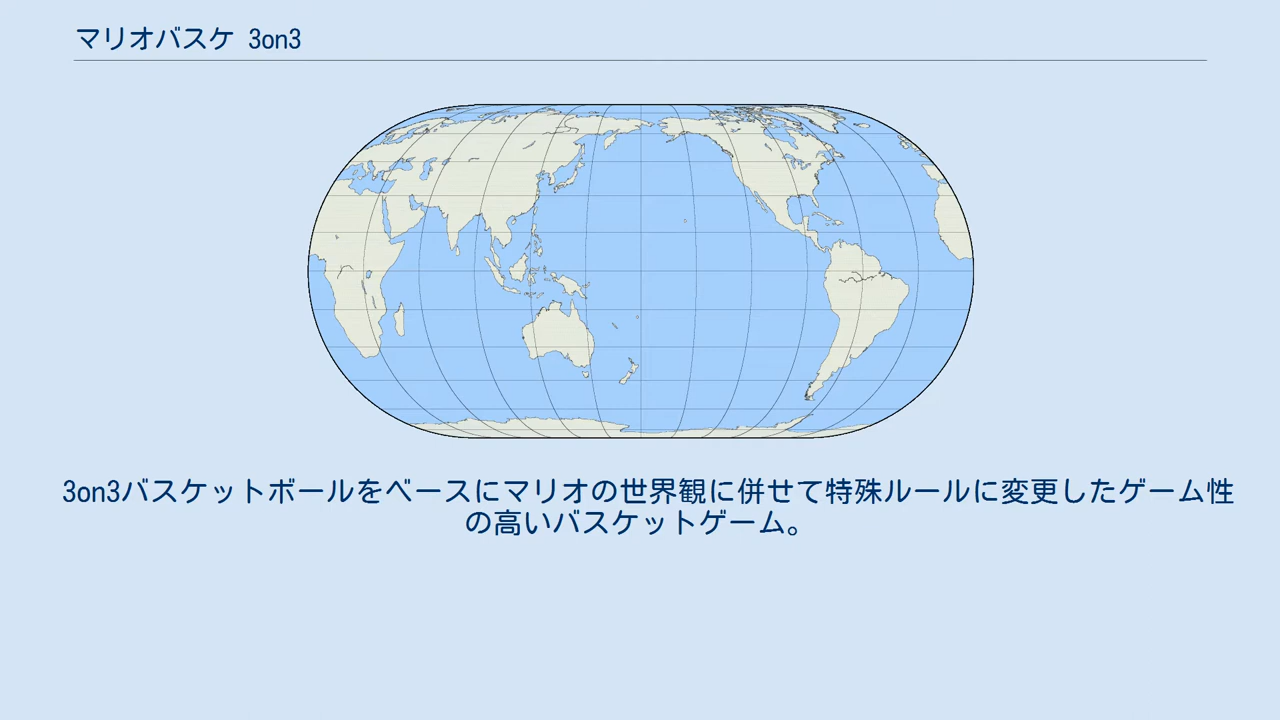 マリオバスケ 3on3
3on3バスケットボールをベースにマリオの世界観に併せて特殊ルールに変更したゲーム性
の高いバスケットゲーム。